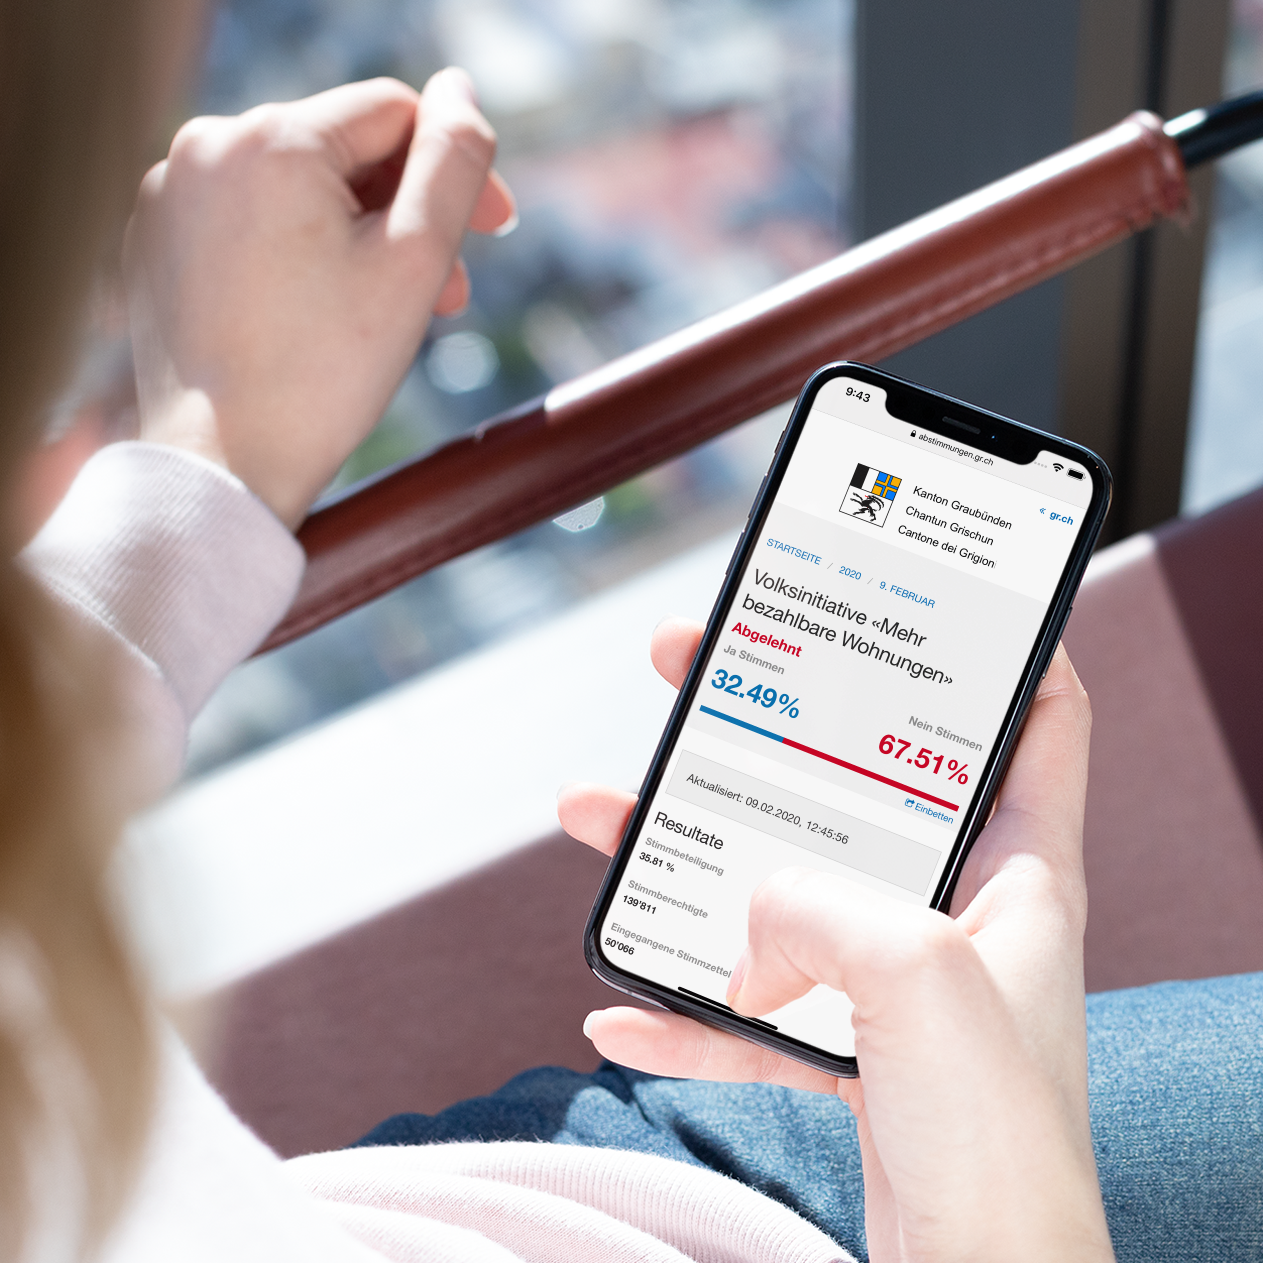 9:43
abstimmungen.gr.ch
Kanton Graubünden
Chantun Grischun
Cantone dei Grigioni
« gr.ch
STARTSEITE / 2020 / 9. FEBRUAR
Volksinitiative «Mehr
bezahlbare Wohnungen»
Abgelehnt
Ja Stimmen
32.49%
Nein Stimmen
67.51%
Einbetten
Aktualisiert: 09.02.2020, 12:45:56
Resultate
Stimmbeteiligung
35.81 %
Stimmberechtigte
139'811
Eingegangene Stimmzettel
50'066